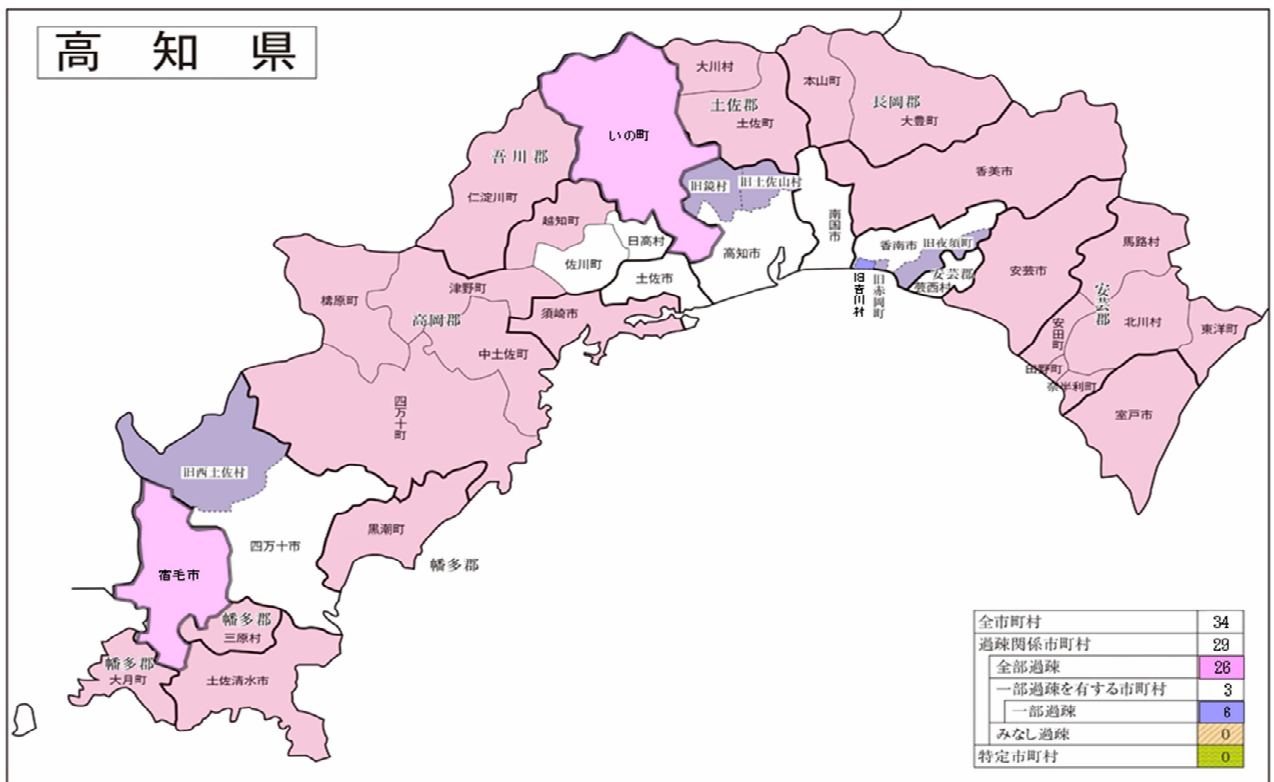 高知県
大川村
本山町
長岡郡
土佐郡
土佐町
大豊町
いの町
吾川郡
香美市
旧鏡村
旧土佐山村
仁淀川町
越知町
南国市
馬路村
日高村
高知市
香南市
旧夜須町
佐川町
安芸郡
安芸市
土佐市
芸西村
津野町
旧吉川村
旧赤岡町
安芸郡
梼原町
須崎市
高岡郡
北川村
東洋町
安田町
中土佐町
田野町
奈半利町
四万十町
室戸市
旧西土佐村
黒潮町
四万十市
幡多郡
宿毛市
幡多郡
三原村
幡多郡
大月町
土佐清水市
全市町村 34
過疎関係市町村 29
全部過疎 26
一部過疎を有する市町村 3
一部過疎 6
みなし過疎 0
特定市町村 0